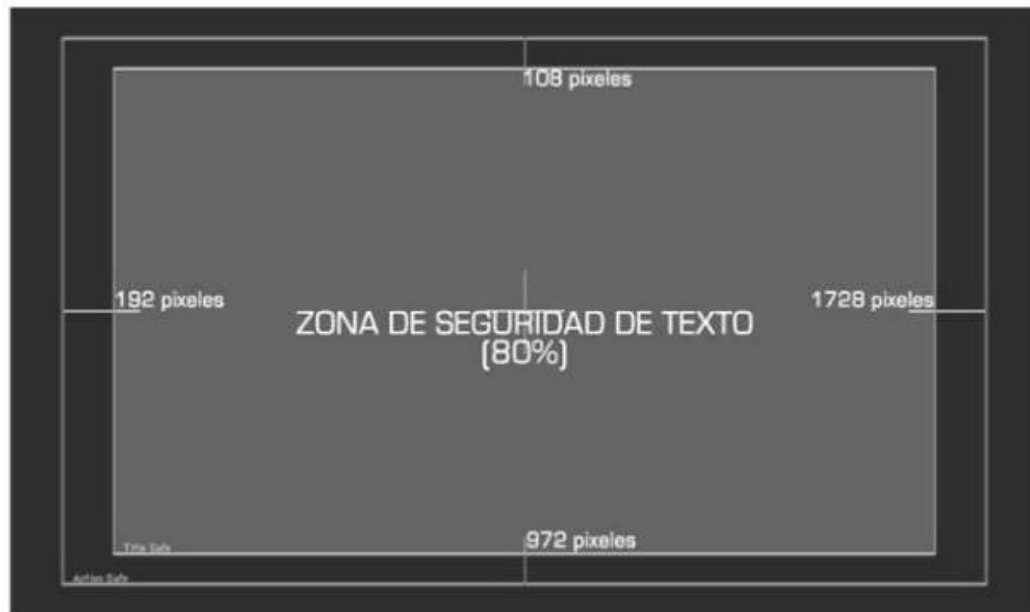 108 pixeles
192 pixeles
1728 pixeles
ZONA DE SEGURIDAD DE TEXTO
(80%)
972 pixeles
Title Safe
Action Safe